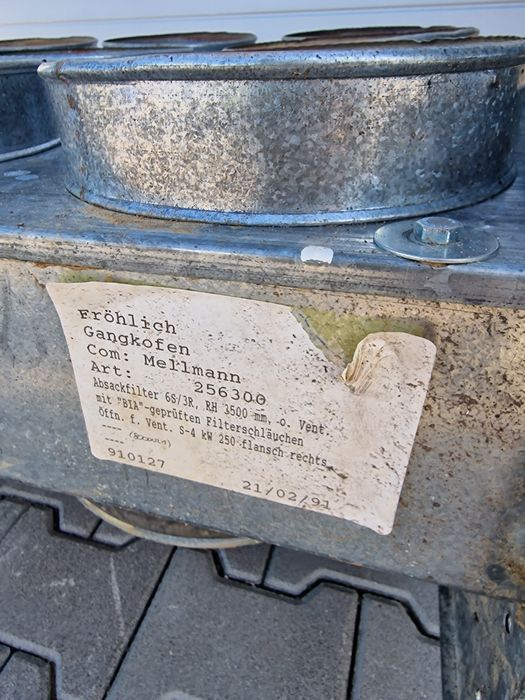 Fröhlich
Gangkofen
Com: Mellmann
Art: 256300
Absackfilter 6S/3R, RH 3500 mm, o. Vent.
mit "BIA"-geprüften Filterschläuchen
Öffn. f. Vent. S-4 kW 250-flansch rechts
----
----
910127 21/02/91